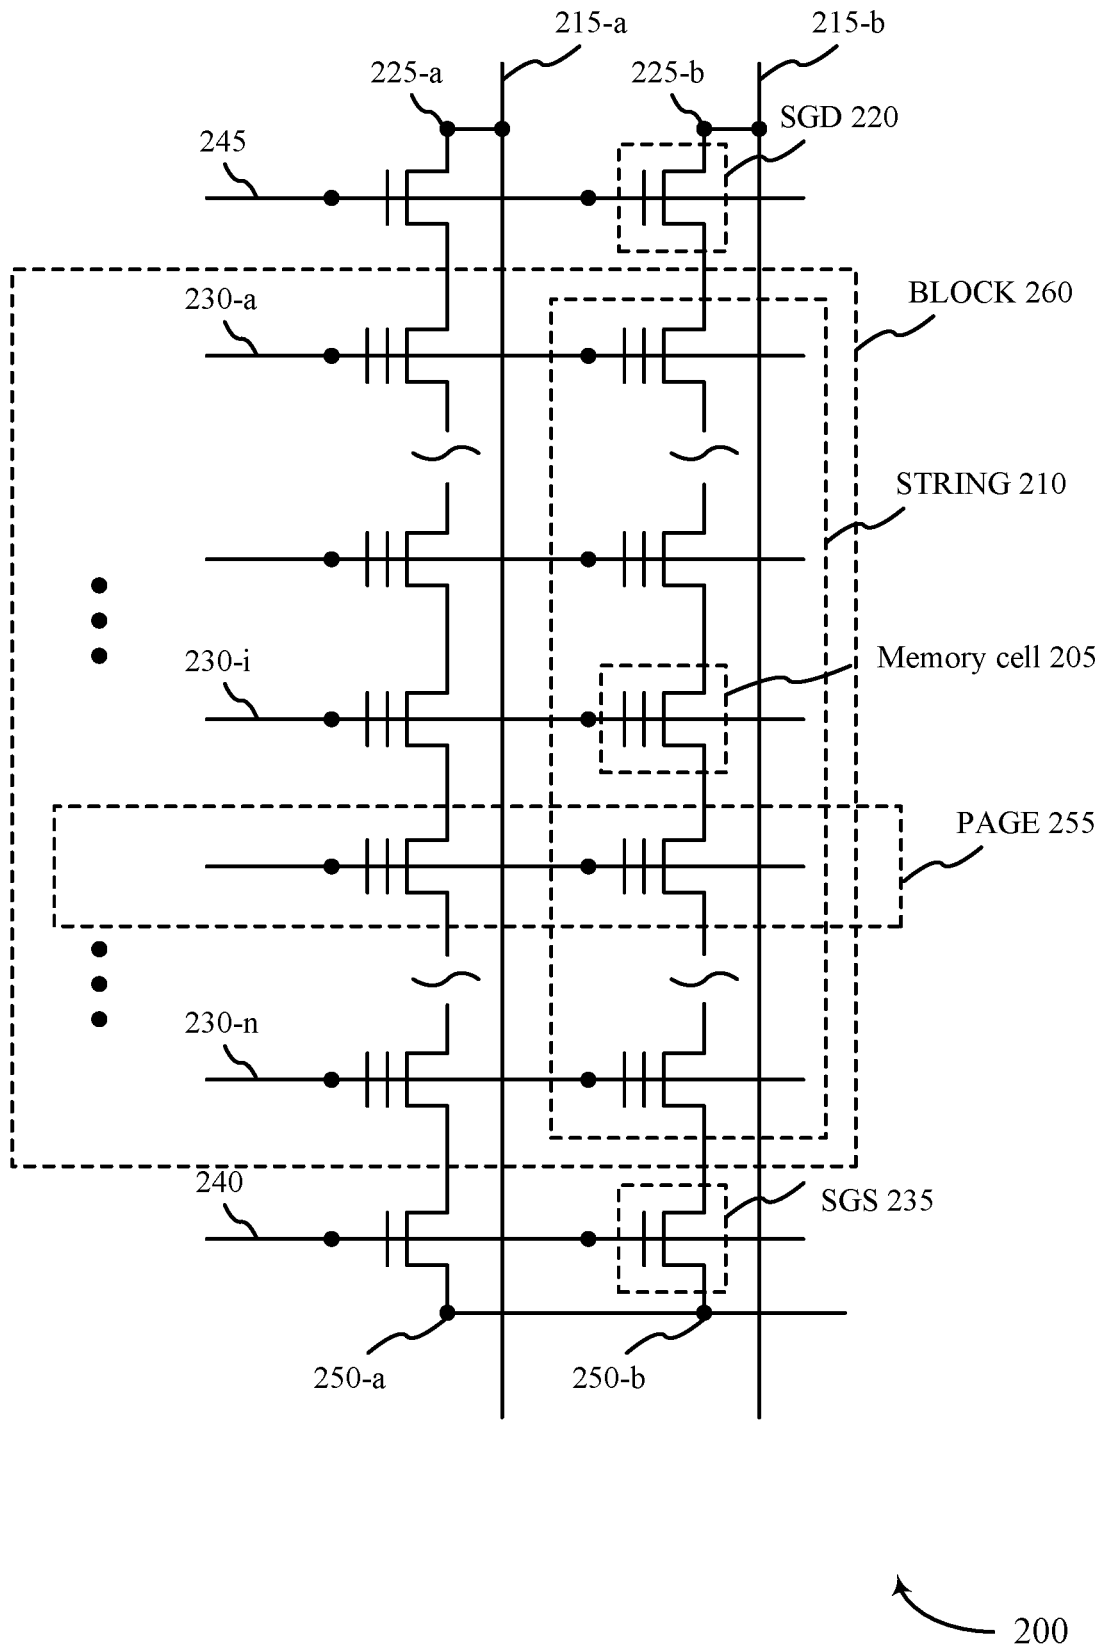 215-a
215-b
225-a
225-b
SGD 220
245
BLOCK 260
230-a
STRING 210
230-i
Memory cell 205
PAGE 255
230-n
240
SGS 235
250-a
250-b
200